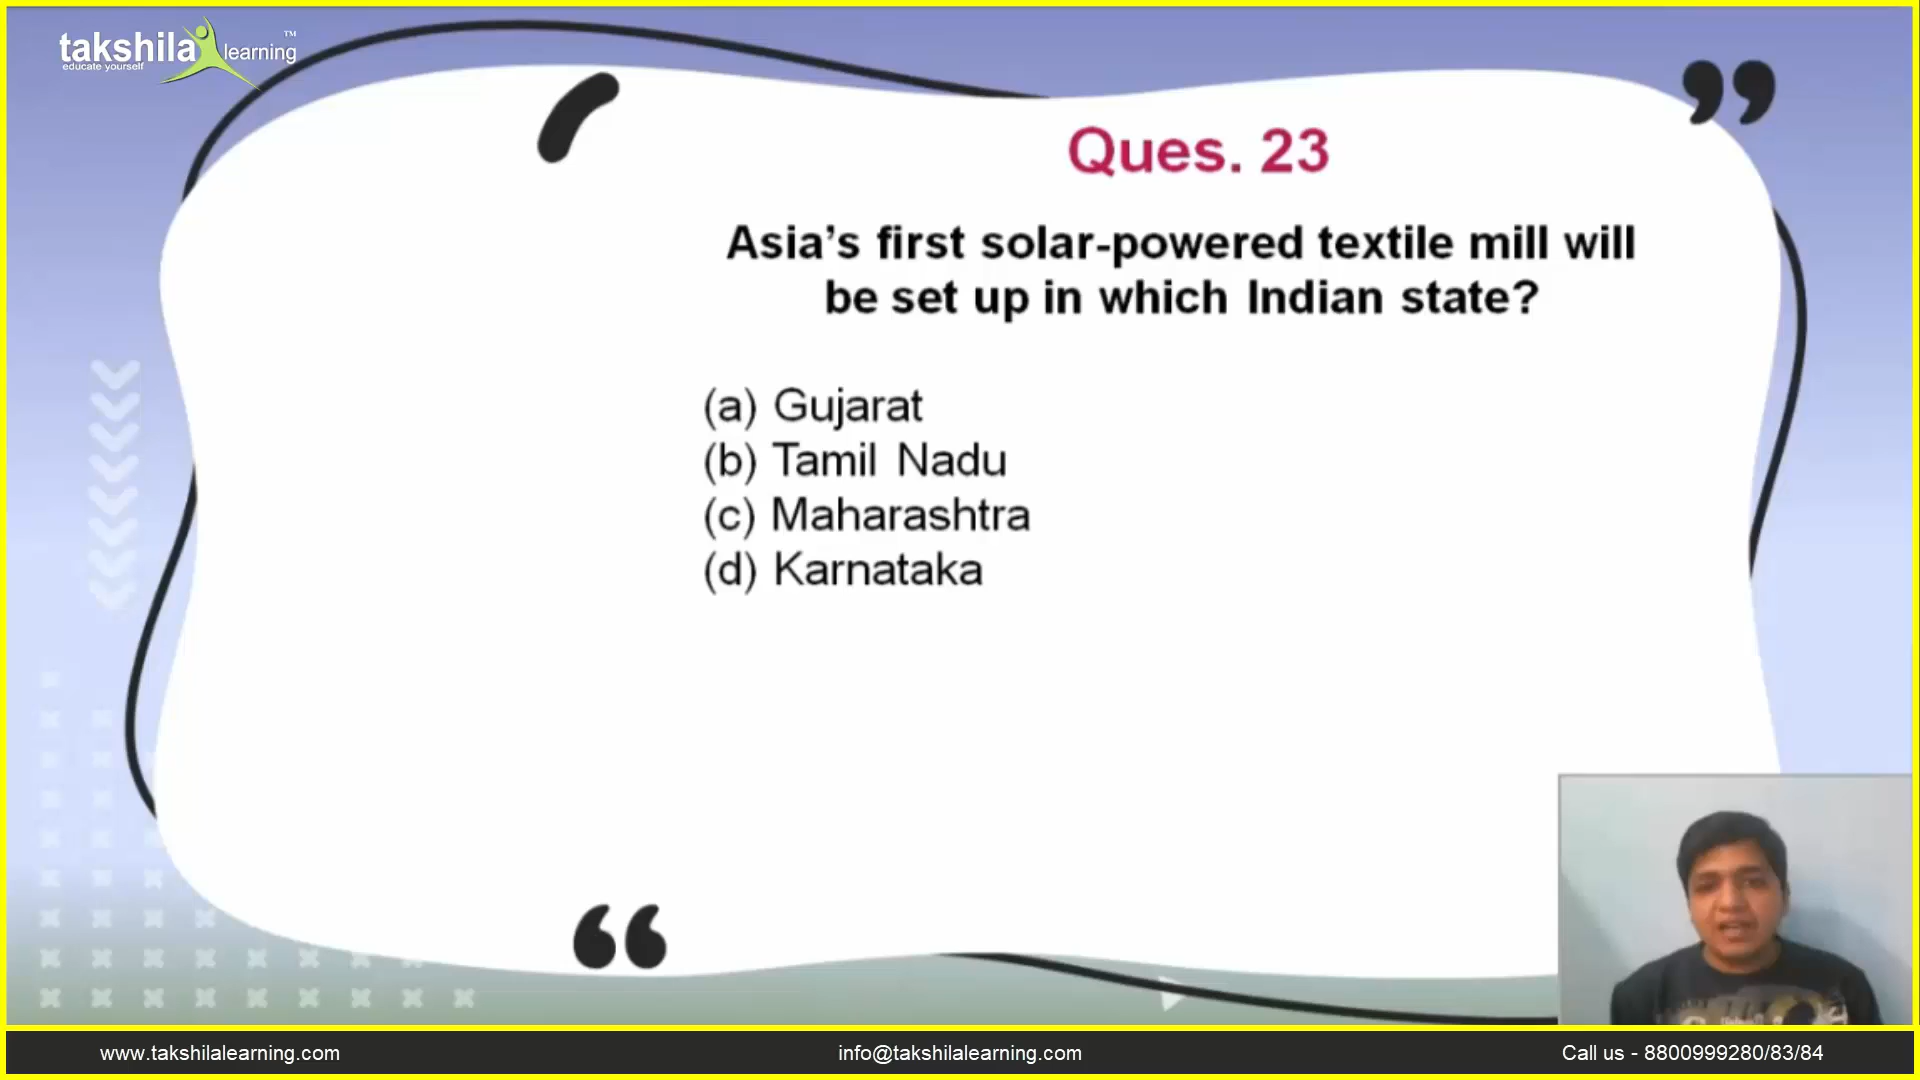 takshila learning™
educate yourself
Ques. 23
Asia's first solar-powered textile mill will
be set up in which Indian state?
(a) Gujarat
(b) Tamil Nadu
(c) Maharashtra
(d) Karnataka
www.takshilalearning.com
info@takshilalearning.com
Call us - 8800999280/83/84